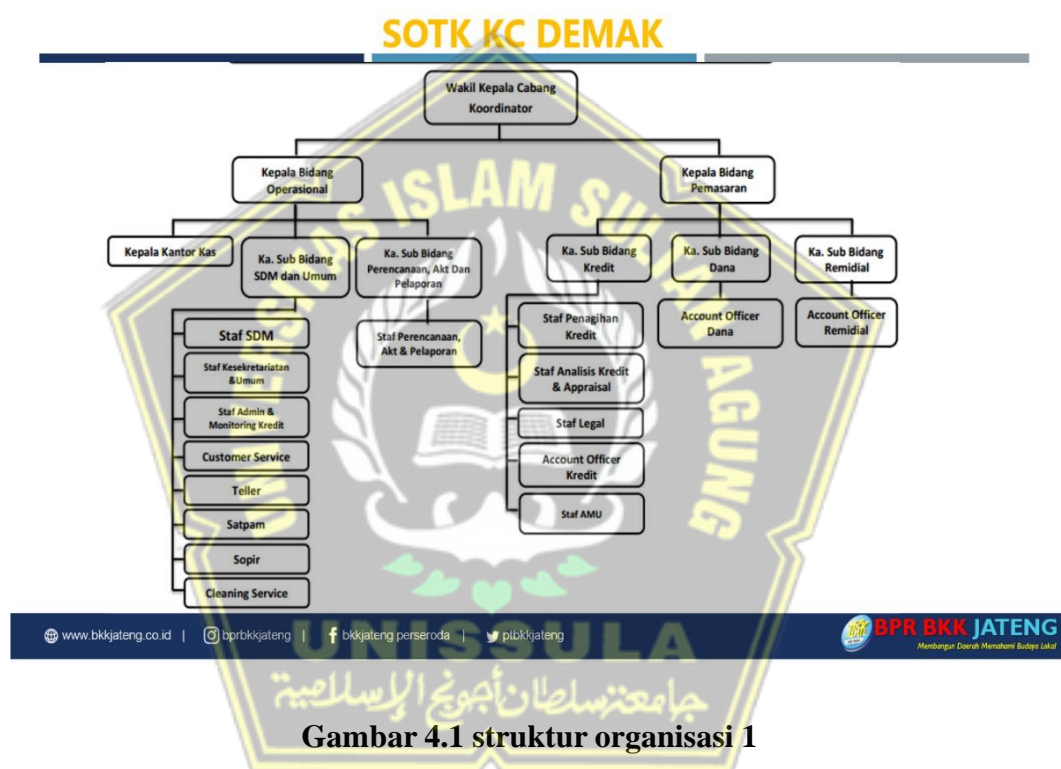 SOTK KC DEMAK
Wakil Kepala Cabang
Koordinator
Kepala Bidang
Operasional
Kepala Bidang
Pemasaran
Kepala Kantor Kas
Ka. Sub Bidang
SDM dan Umum
Ka. Sub Bidang
Perencanaan, Akt Dan
Pelaporan
Ka. Sub Bidang
Kredit
Ka. Sub Bidang
Dana
Ka. Sub Bidang
Remidial
Staf SDM
Staf Kesekretariatan
&Umum
Staf Admin &
Monitoring Kredit
Customer Service
Teller
Satpam
Sopir
Cleaning Service
Staf Perencanaan,
Akt & Pelaporan
Staf Penagihan
Kredit
Staf Analisis Kredit
& Appraisal
Staf Legal
Account Officer
Kredit
Staf AMU
Account Officer
Dana
Account Officer
Remidial
UNIVERSITAS ISLAM SULTAN AGUNG
www.bkkjateng.co.id | bprbkkjateng | bkkjateng perseroda | ptbkkjateng
BPR BKK JATENG
Membangun Daerah Memahami Budaya Lokal
UNISSULA
جامعة سلطان أجونج الإسلامية
Gambar 4.1 struktur organisasi 1